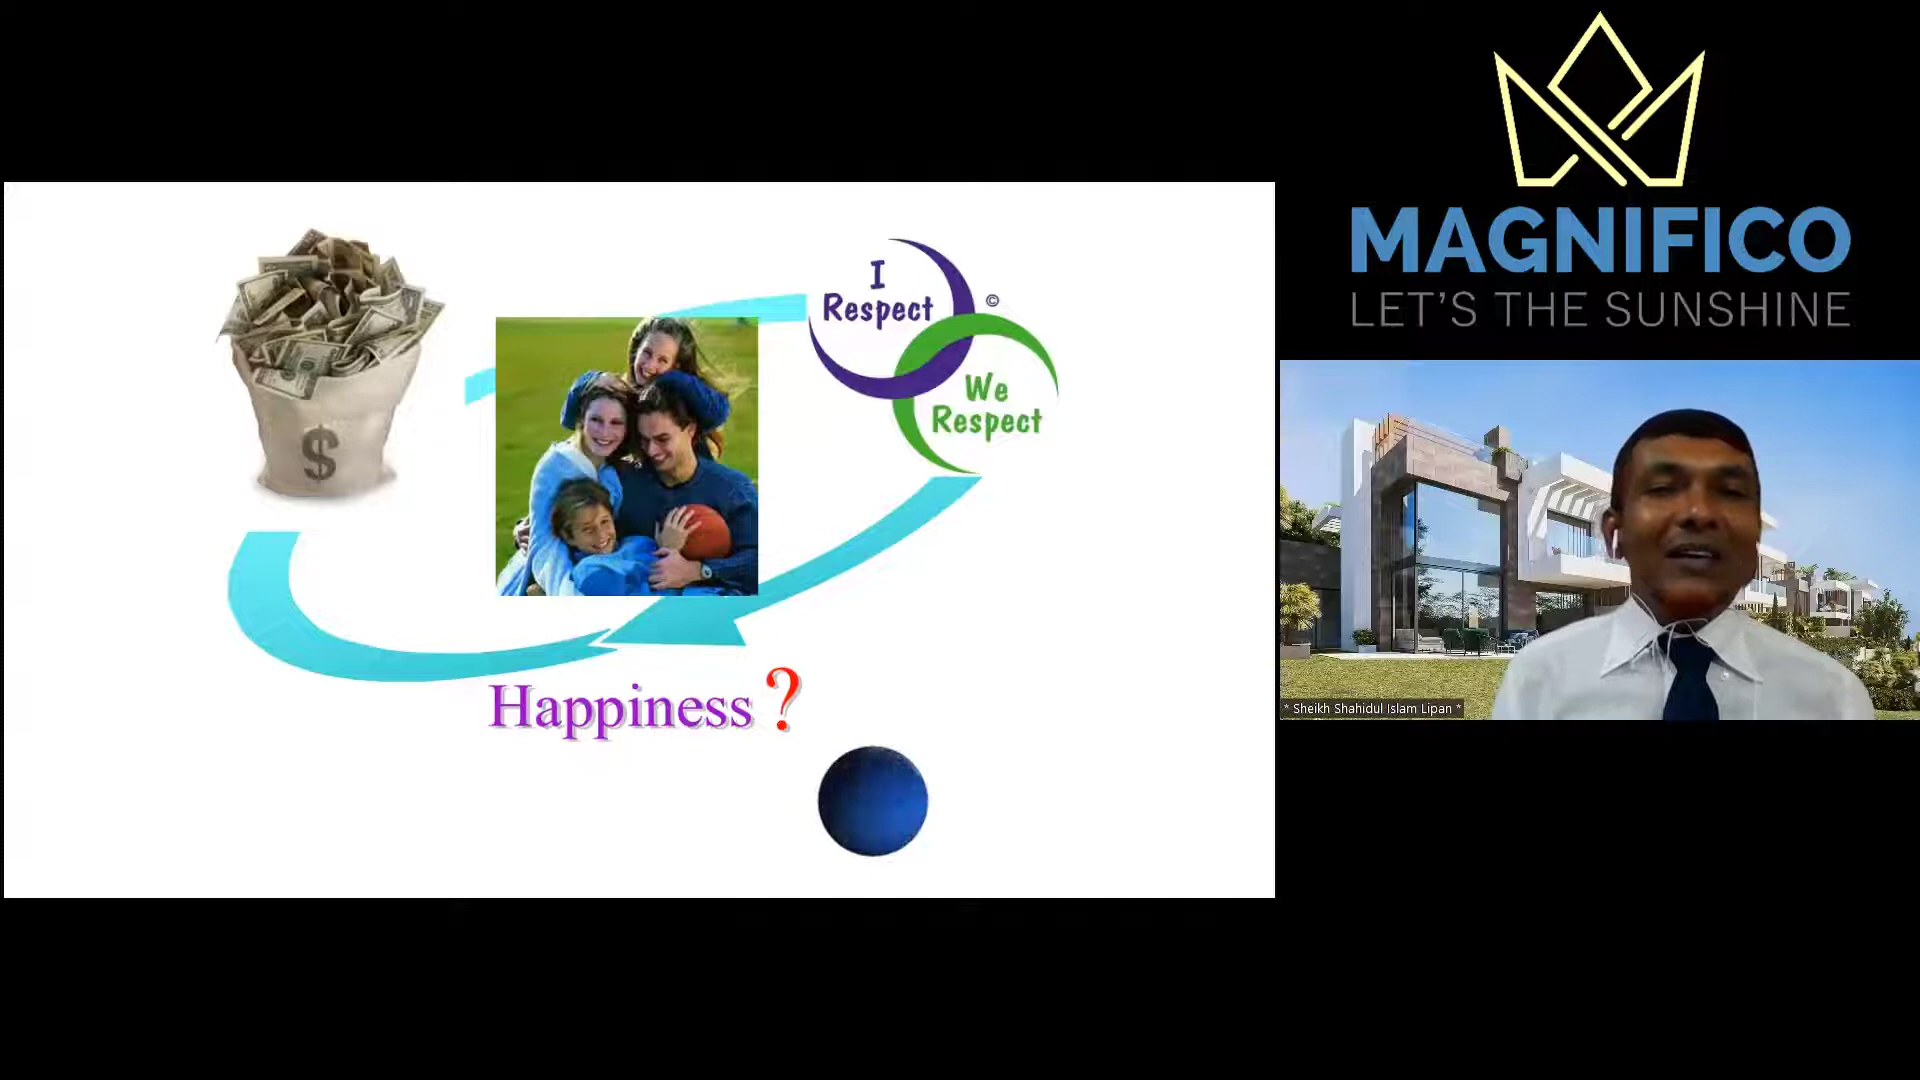 I
Respect
©
We
Respect
$
Happiness?
MAGNIFICO
LET'S THE SUNSHINE
* Sheikh Shahidul Islam Lipan *